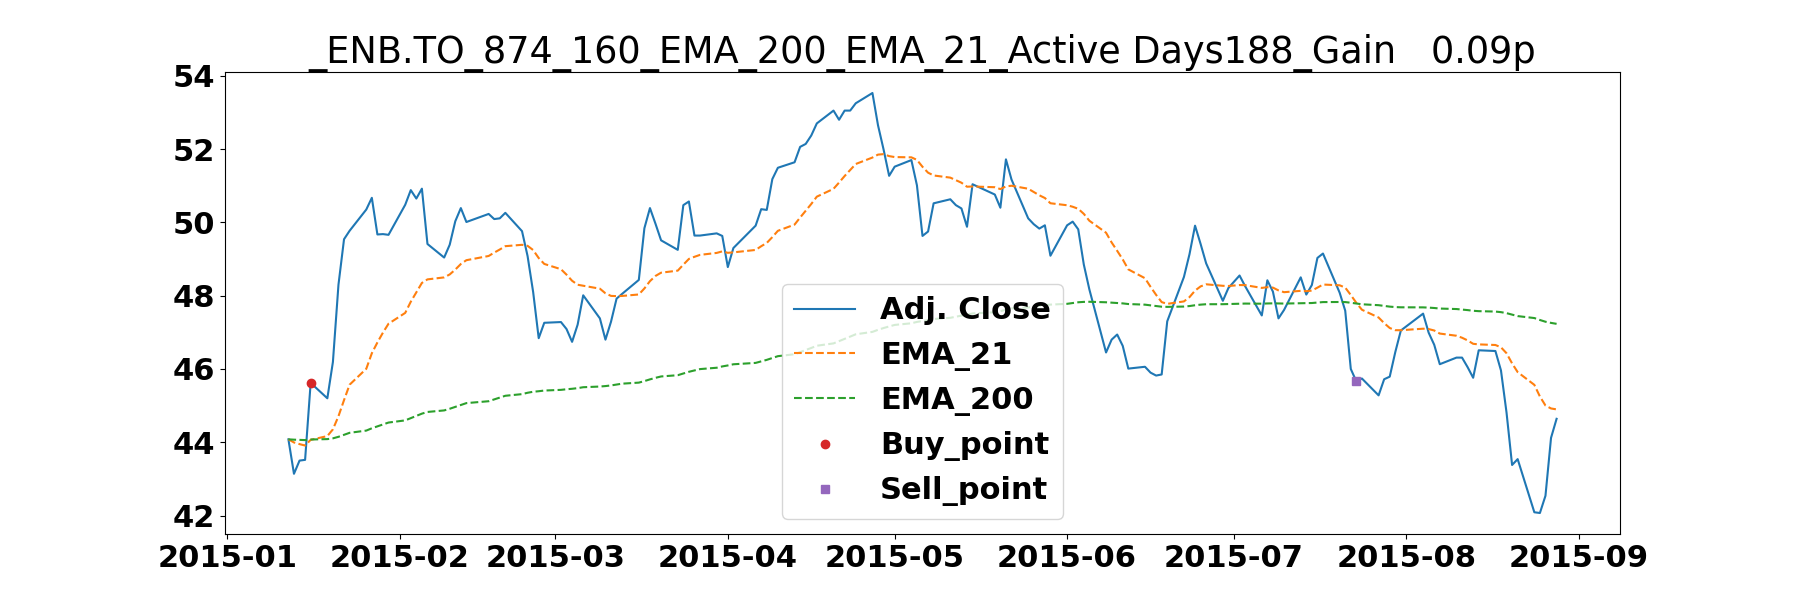 _ENB.TO_874_160_EMA_200_EMA_21_Active Days188_Gain   0.09p
54
52
50
48
46
44
42
Adj. Close
EMA_21
EMA_200
Buy_point
Sell_point
2015-01 2015-02 2015-03 2015-04 2015-05 2015-06 2015-07 2015-08 2015-09